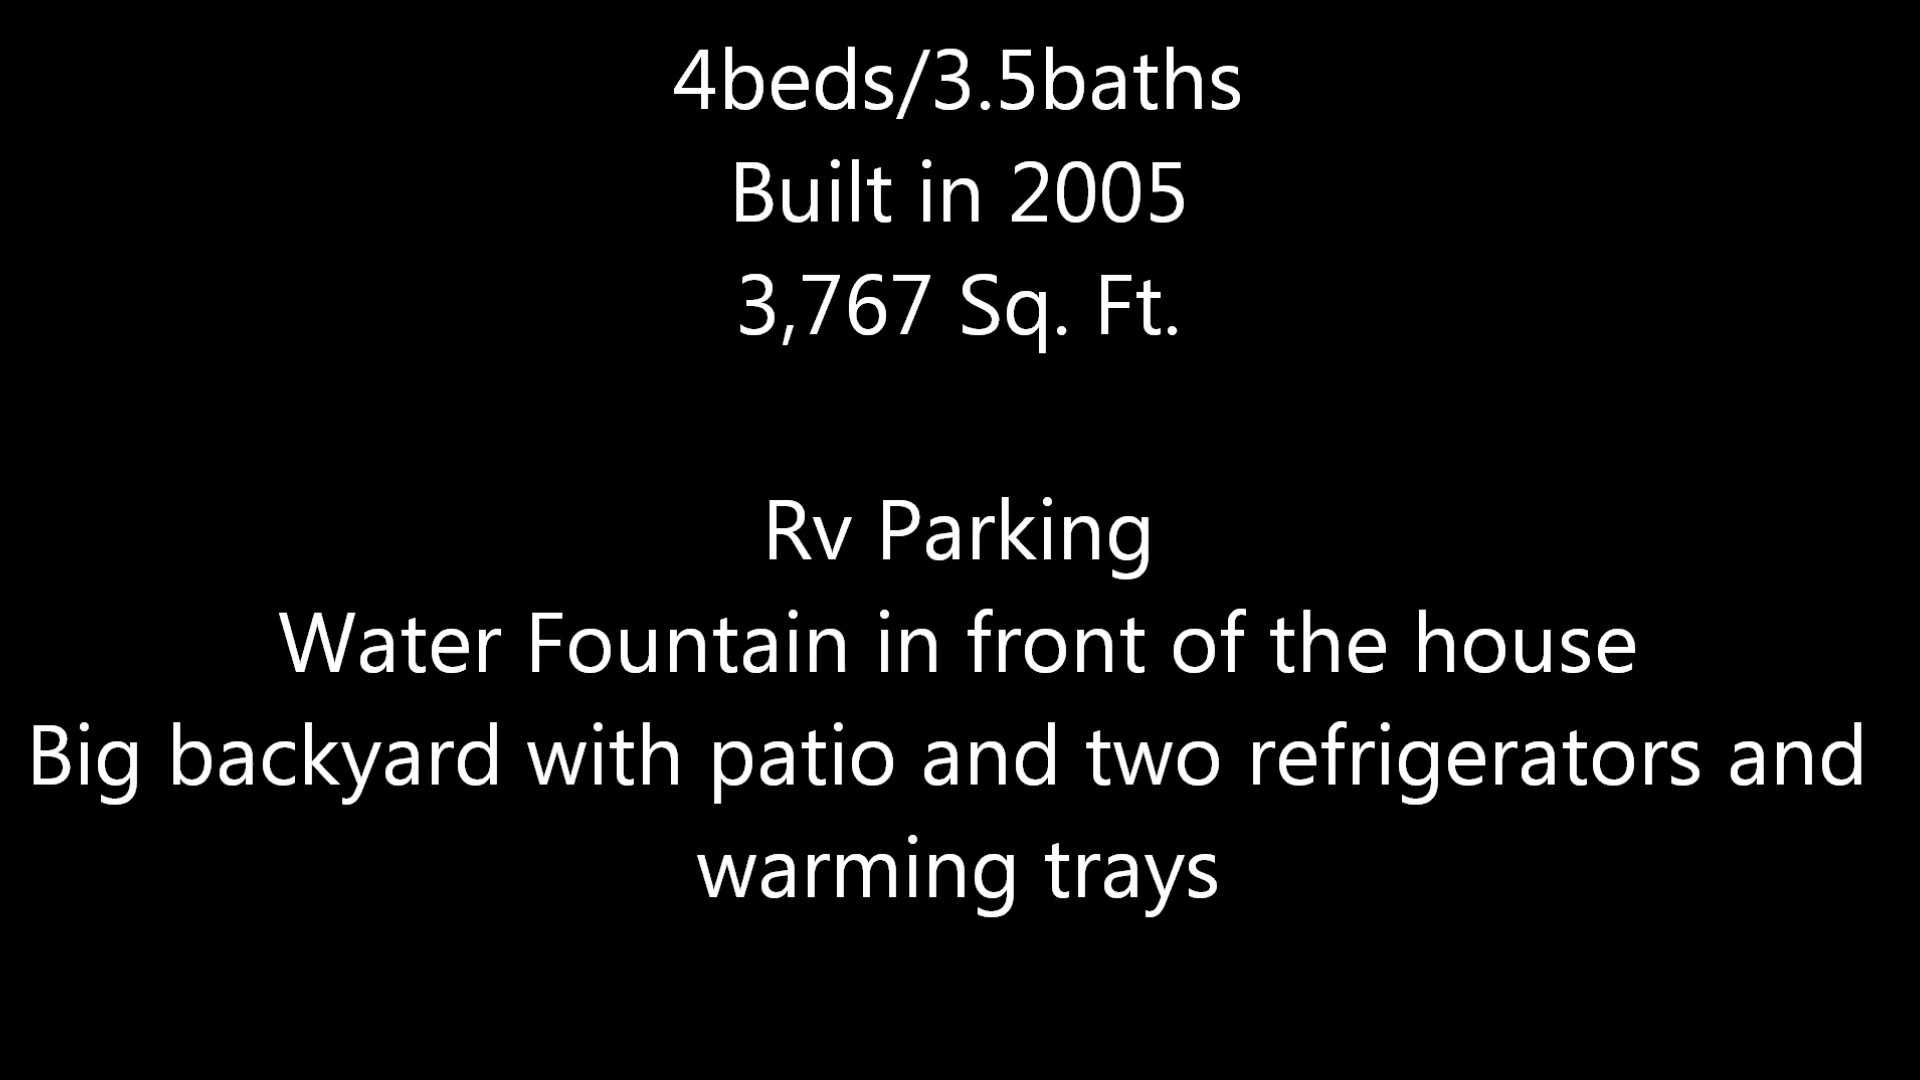 4beds/3.5baths
Built in 2005
3,767 Sq. Ft.
Rv Parking
Water Fountain in front of the house
Big backyard with patio and two refrigerators and
warming trays